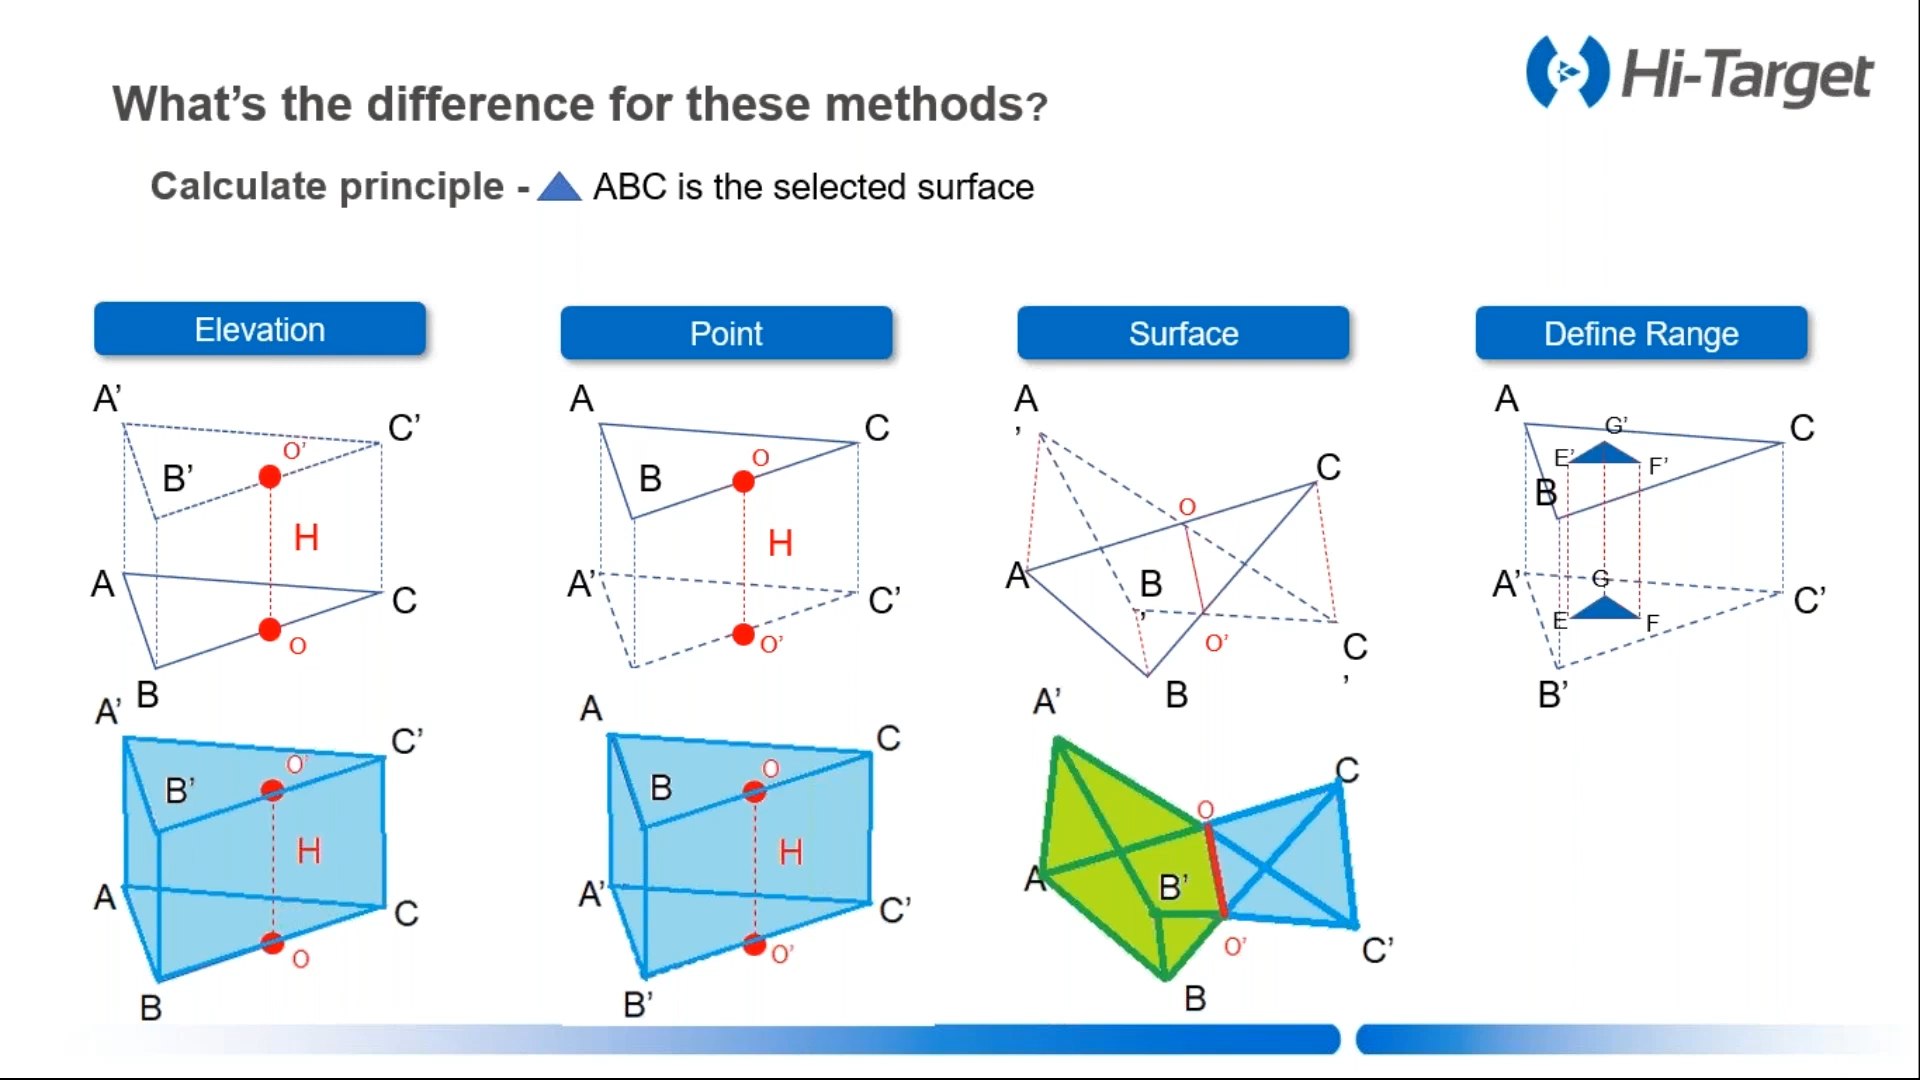 Hi-Target
What's the difference for these methods?
Calculate principle - ABC is the selected surface
Elevation
Point
Surface
Define Range
A'
C'
O'
B'
H
A
C
O
B
A
C
O
B
H
A'
C'
O'
A
'
C
O
A
B
'
O'
C
'
B
A
C
G'
E'
F'
B
A'
G
C'
E
F
B'
A'
C'
O'
B'
H
A
C
O
B
A
C
O
B
H
A'
C'
O'
B'
A'
C
O
A
B'
O'
C'
B